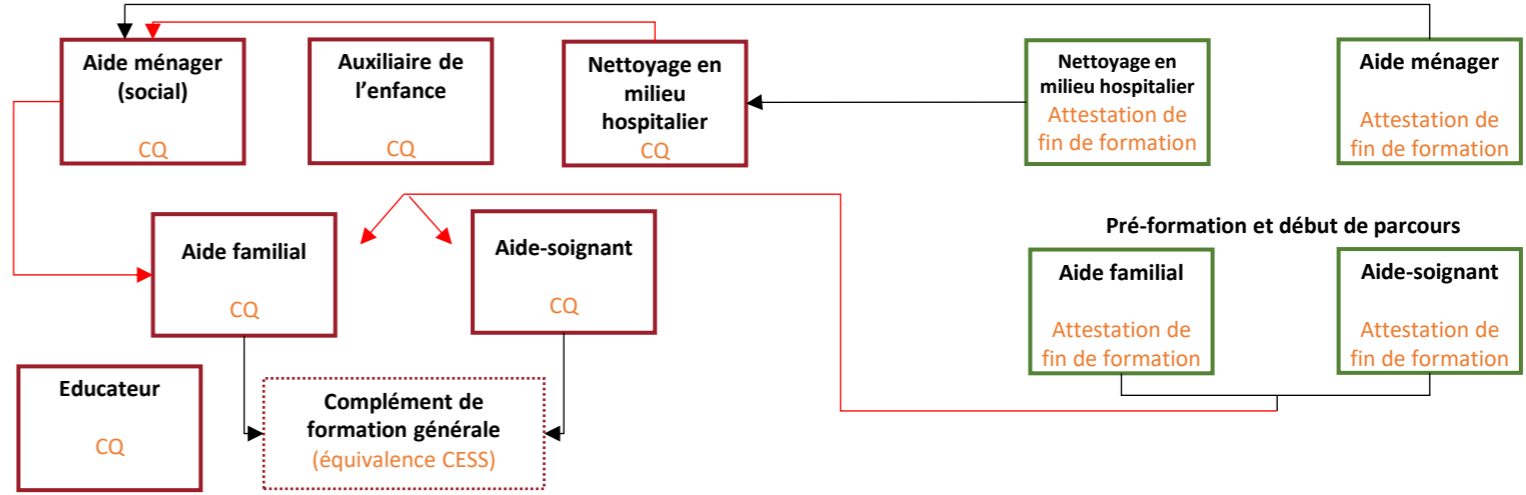 Aide ménager
(social)
CQ
Auxiliaire de
l'enfance
CQ
Nettoyage en
milieu
hospitalier
CQ
Nettoyage en
milieu hospitalier
Attestation de
fin de formation
Aide ménager
Attestation de
fin de formation
Aide familial
CQ
Aide-soignant
CQ
Pré-formation et début de parcours
Aide familial
Attestation de
fin de formation
Aide-soignant
Attestation de
fin de formation
Educateur
CQ
Complément de
formation générale
(équivalence CESS)